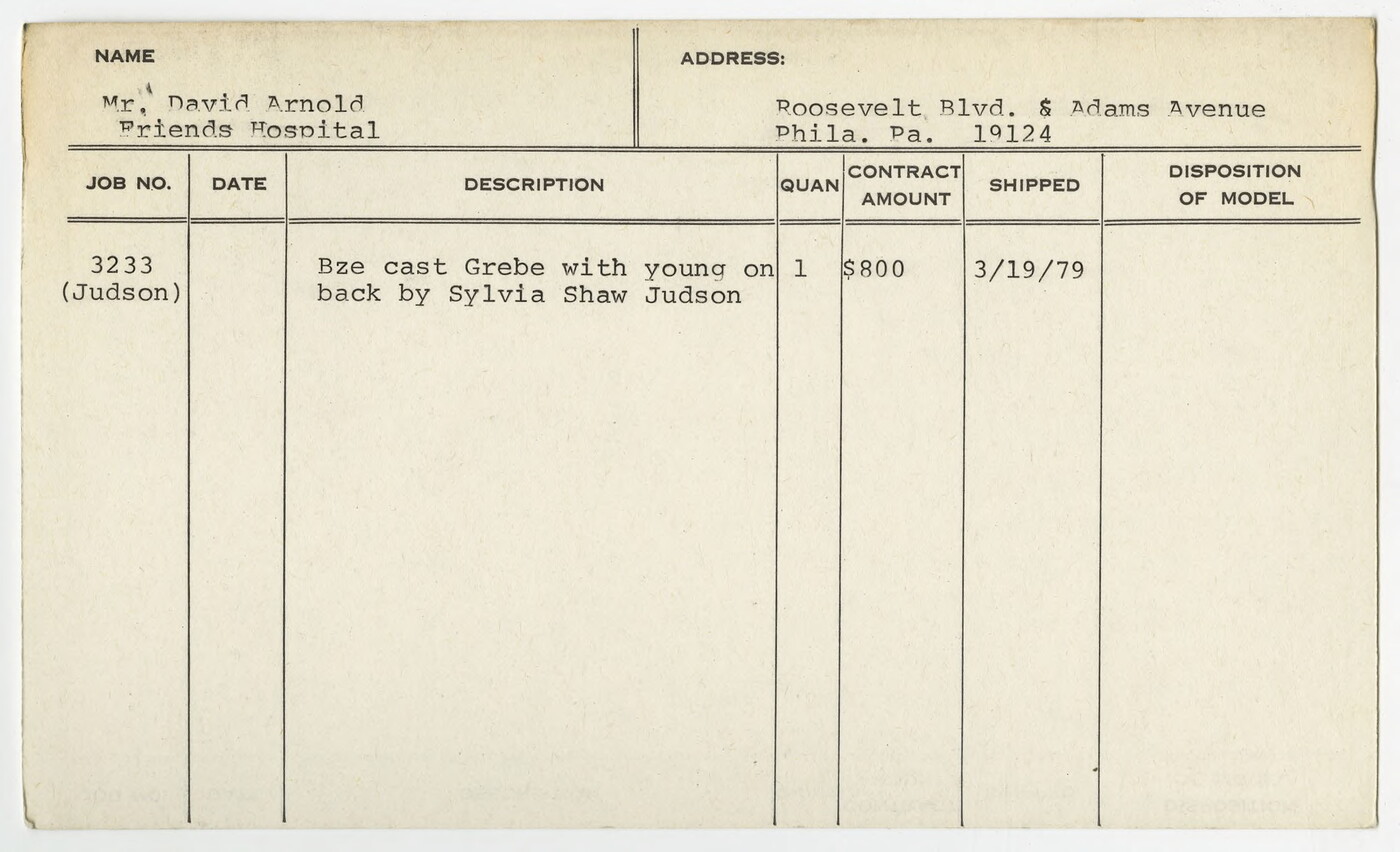 NAME
ADDRESS:
Mr. David Arnold
Roosevelt Blvd. & Adams Avenue
Friends Hospital
Phila. Pa. 19124
JOB NO.
DATE
DESCRIPTION
QUAN
CONTRACT AMOUNT
SHIPPED
DISPOSITION OF MODEL
3233
Bze cast Grebe with young on
1
$800
3/19/79
(Judson)
back by Sylvia Shaw Judson